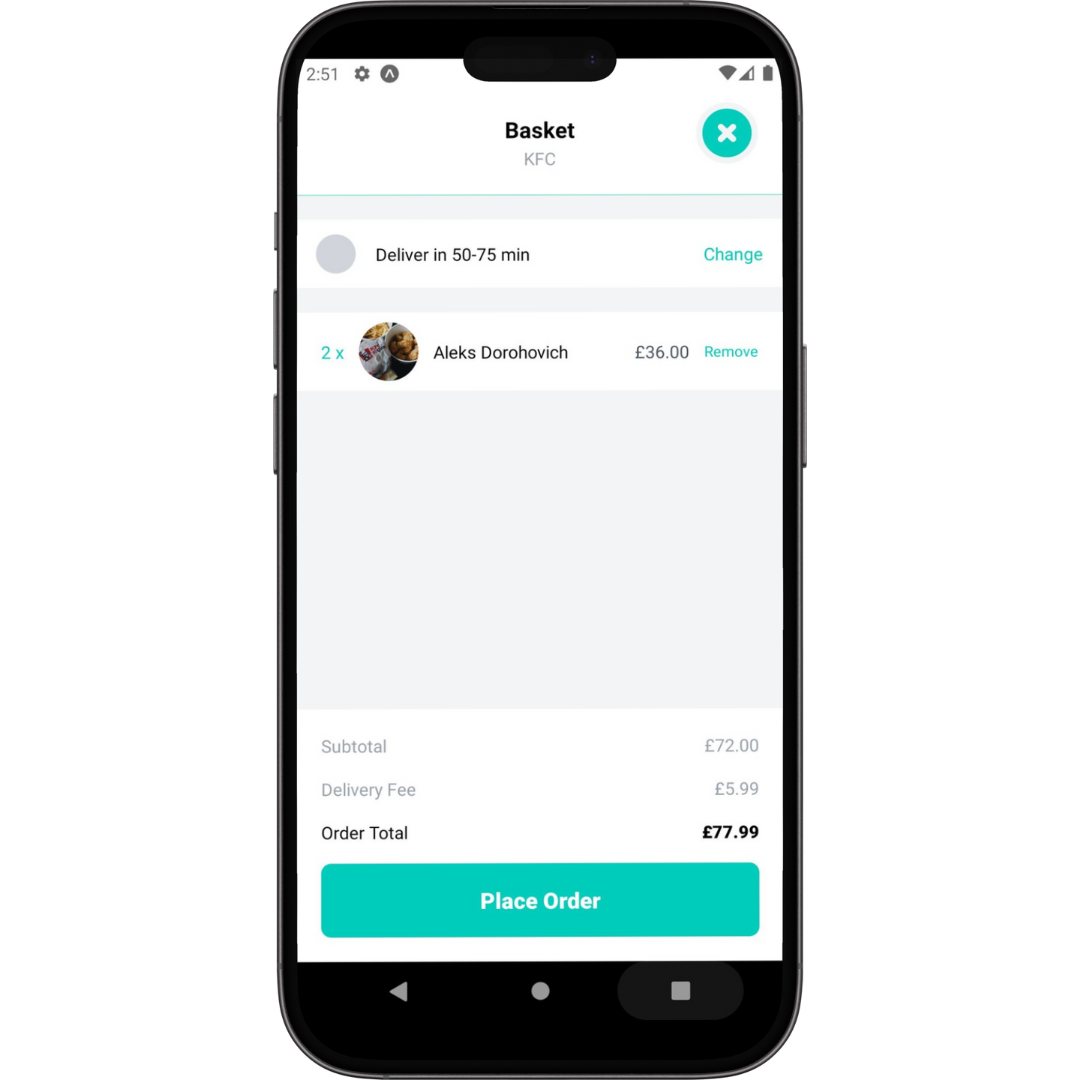 2:51
Basket
KFC
Deliver in 50-75 min
Change
2 x
Aleks Dorohovich
£36.00
Remove
Subtotal
£72.00
Delivery Fee
£5.99
Order Total
£77.99
Place Order